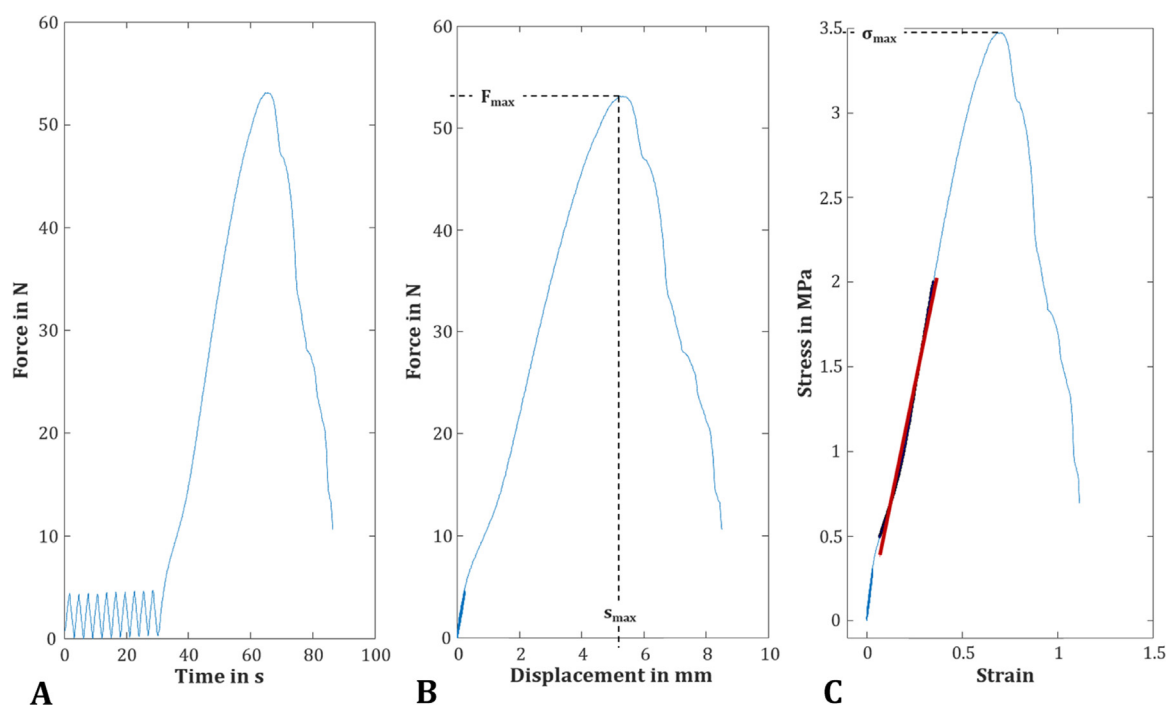 60
50
40
30
20
10
0
0 20 40 60 80 100
Force in N
Time in s
A
60
50
40
30
20
10
0
0 2 4 6 8 10
Force in N
Displacement in mm
Fmax
smax
B
3.5
3
2.5
2
1.5
1
0.5
0
0 0.5 1 1.5
Stress in MPa
Strain
σmax
C